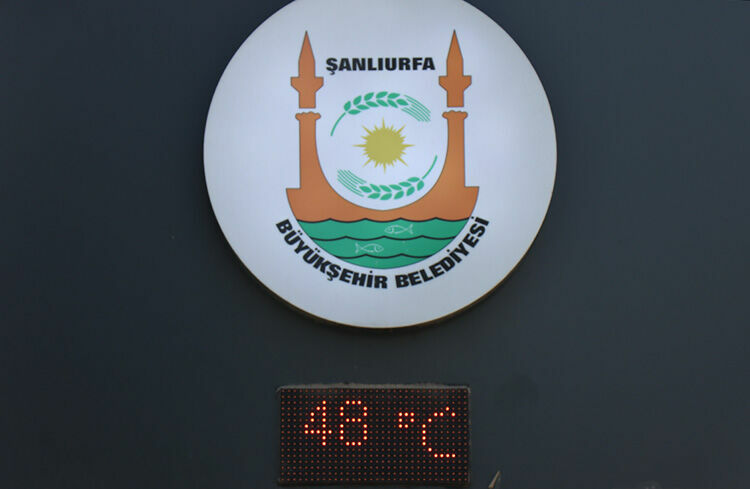 ŞANLIURFA
BÜYÜKŞEHİR BELEDİYESİ
48 °C